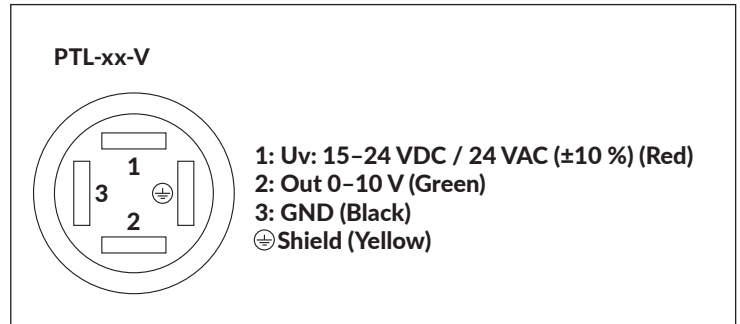 PTL-xx-V
1
3
2
1: Uv: 15–24 VDC / 24 VAC (±10 %) (Red)
2: Out 0–10 V (Green)
3: GND (Black)
⏚ Shield (Yellow)